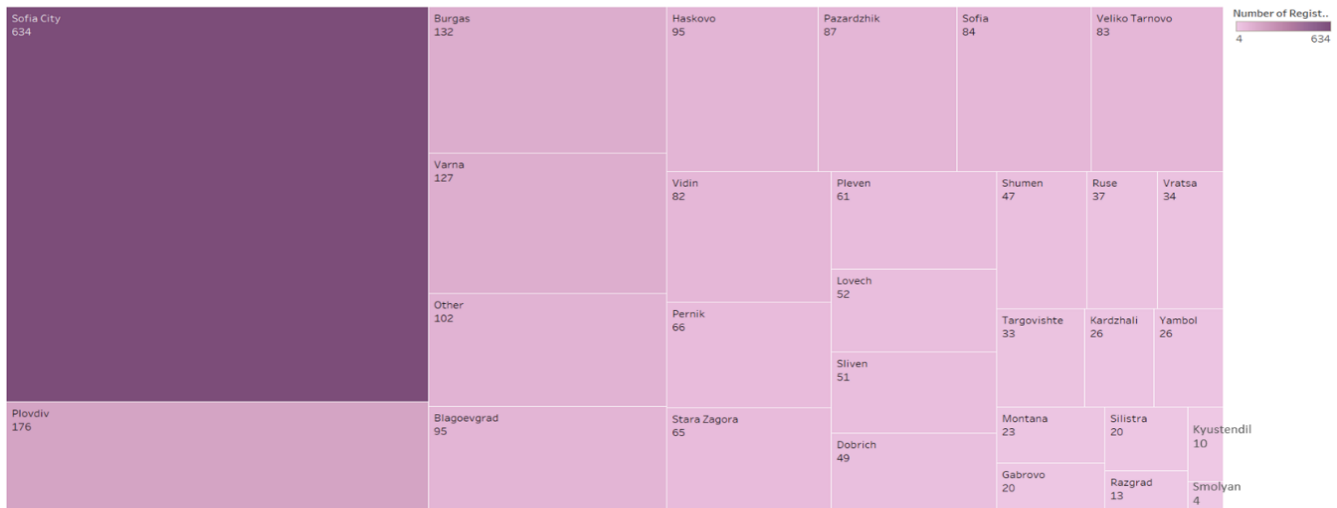 Sofia City
634
Plovdiv
176
Burgas
132
Varna
127
Other
102
Blagoevgrad
95
Haskovo
95
Pazardzhik
87
Sofia
84
Veliko Tarnovo
83
Vidin
82
Pernik
66
Stara Zagora
65
Pleven
61
Lovech
52
Sliven
51
Dobrich
49
Shumen
47
Ruse
37
Vratsa
34
Targovishte
33
Kardzhali
26
Yambol
26
Montana
23
Gabrovo
20
Silistra
20
Razgrad
13
Kyustendil
10
Smolyan
4
Number of Regist..
4 634